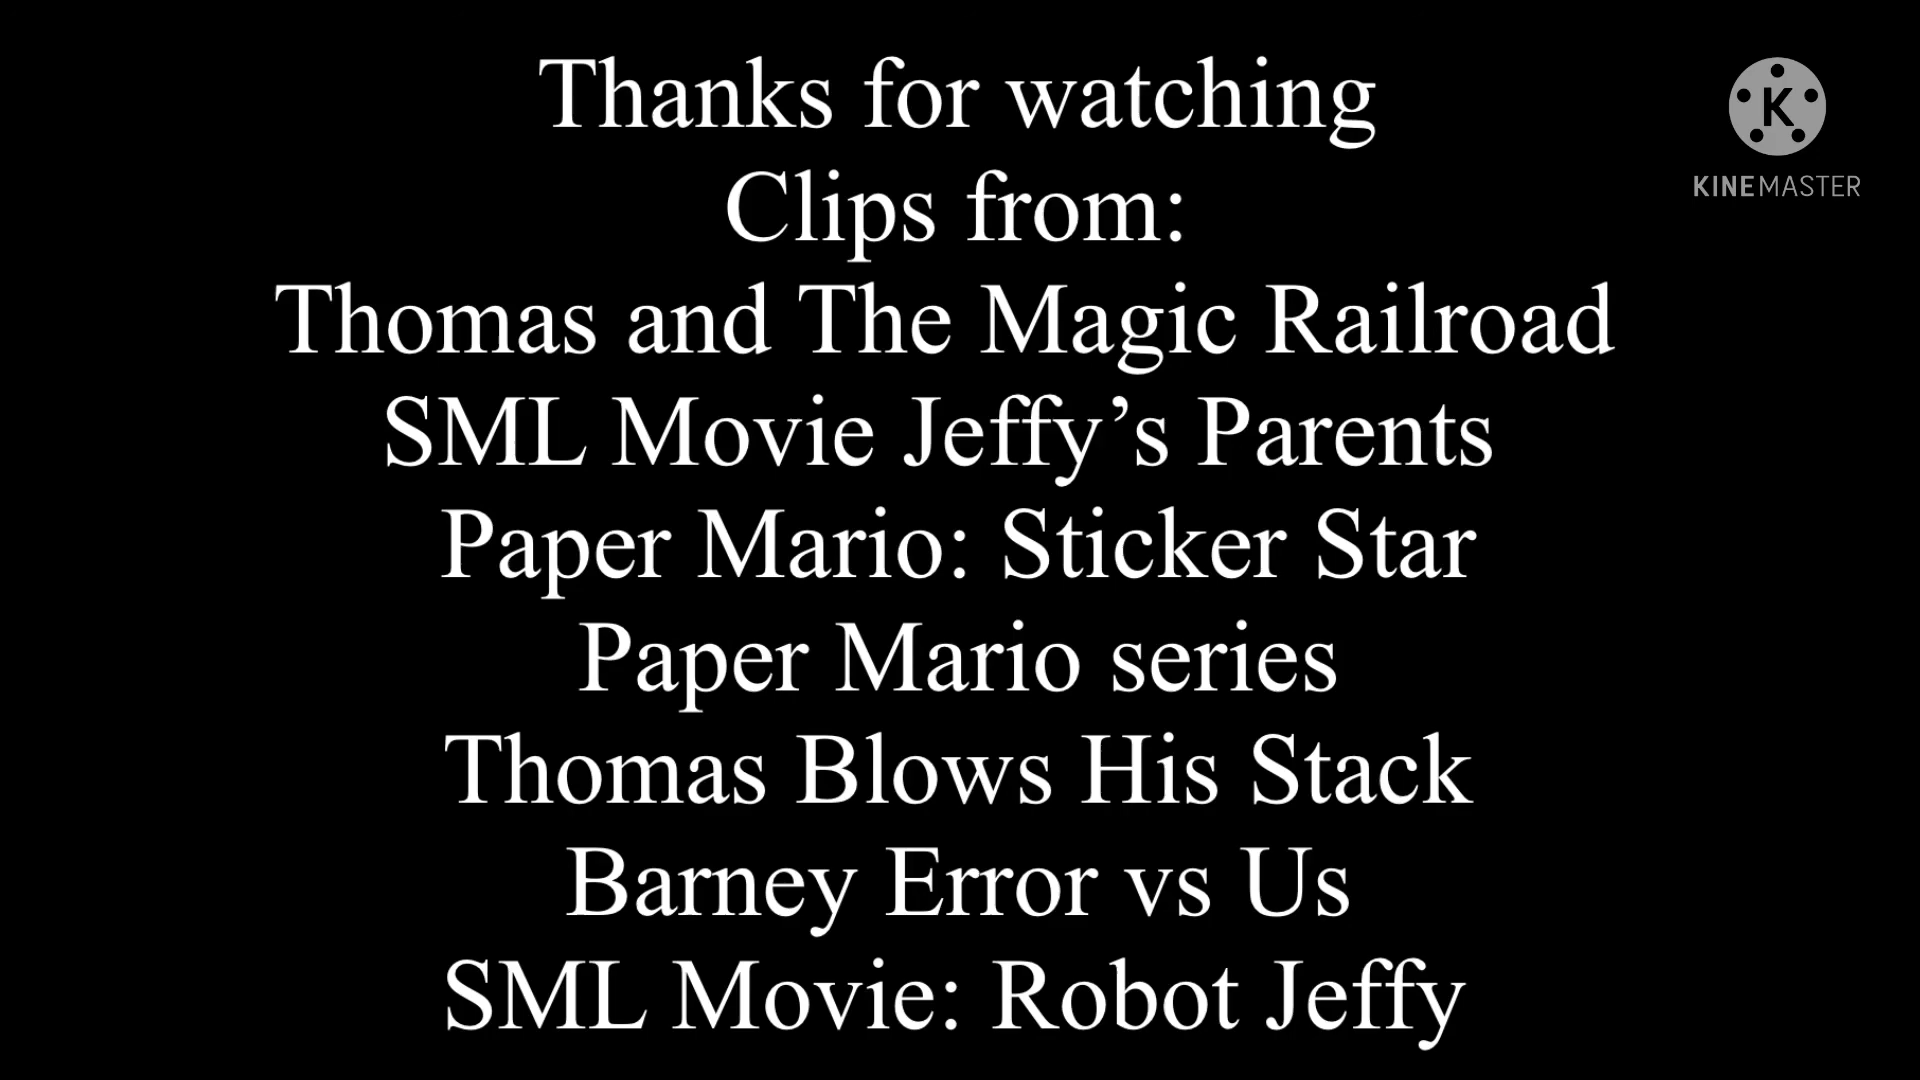 Thanks for watching
Clips from:
Thomas and The Magic Railroad
SML Movie Jeffy’s Parents
Paper Mario: Sticker Star
Paper Mario series
Thomas Blows His Stack
Barney Error vs Us
SML Movie: Robot Jeffy
K
KINEMASTER